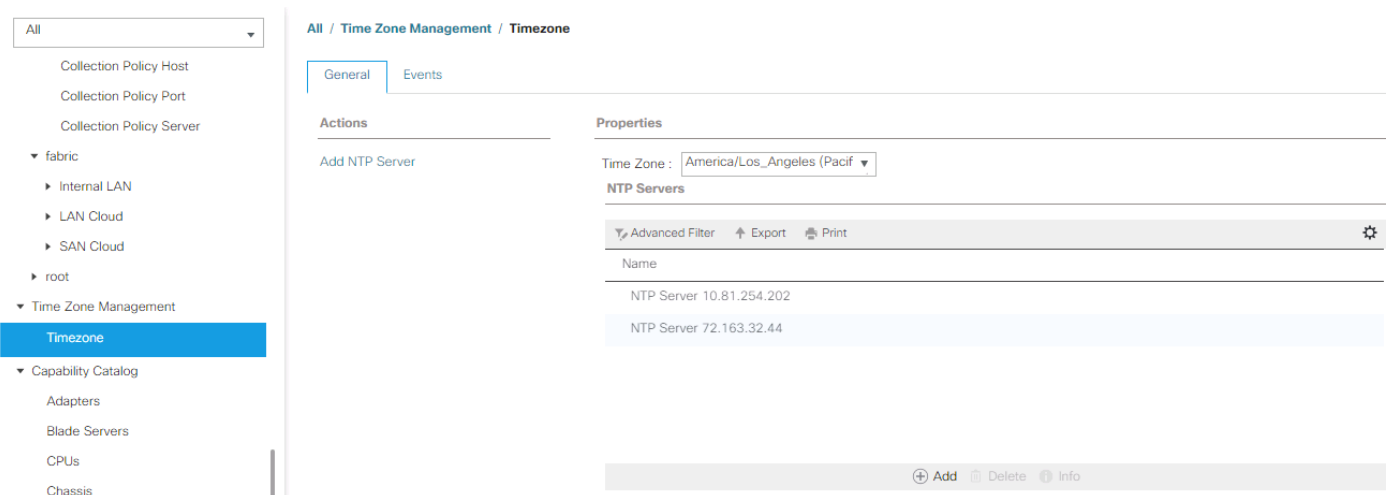 All
Collection Policy Host
Collection Policy Port
Collection Policy Server
fabric
Internal LAN
LAN Cloud
SAN Cloud
root
Time Zone Management
Timezone
Capability Catalog
Adapters
Blade Servers
CPUs
Chassis
All / Time Zone Management / Timezone
General Events
Actions
Add NTP Server
Properties
Time Zone : America/Los_Angeles (Pacif
NTP Servers
Advanced Filter Export Print
Name
NTP Server 10.81.254.202
NTP Server 72.163.32.44
Add Delete Info